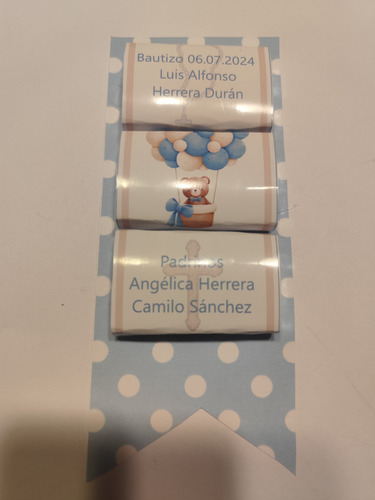 Bautizo 06.07.2024
Luis Alfonso
Herrera Durán
Padrinos
Angélica Herrera
Camilo Sánchez